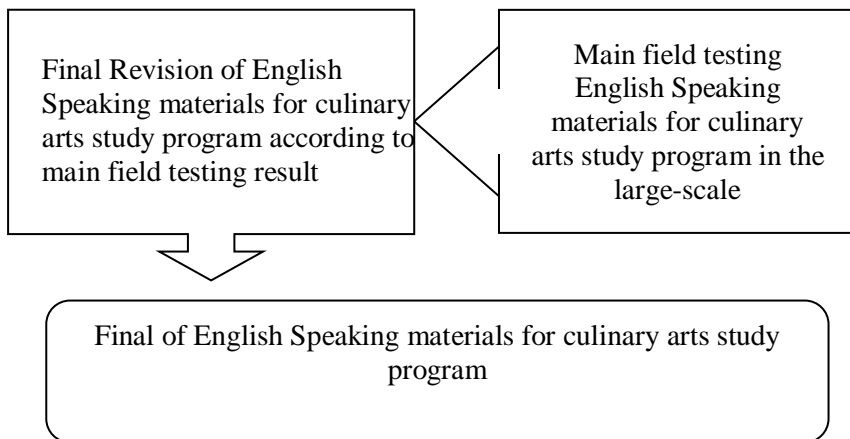 Final Revision of English
Speaking materials for culinary
arts study program according to
main field testing result
Main field testing
English Speaking
materials for culinary
arts study program in the
large-scale
Final of English Speaking materials for culinary arts study
program